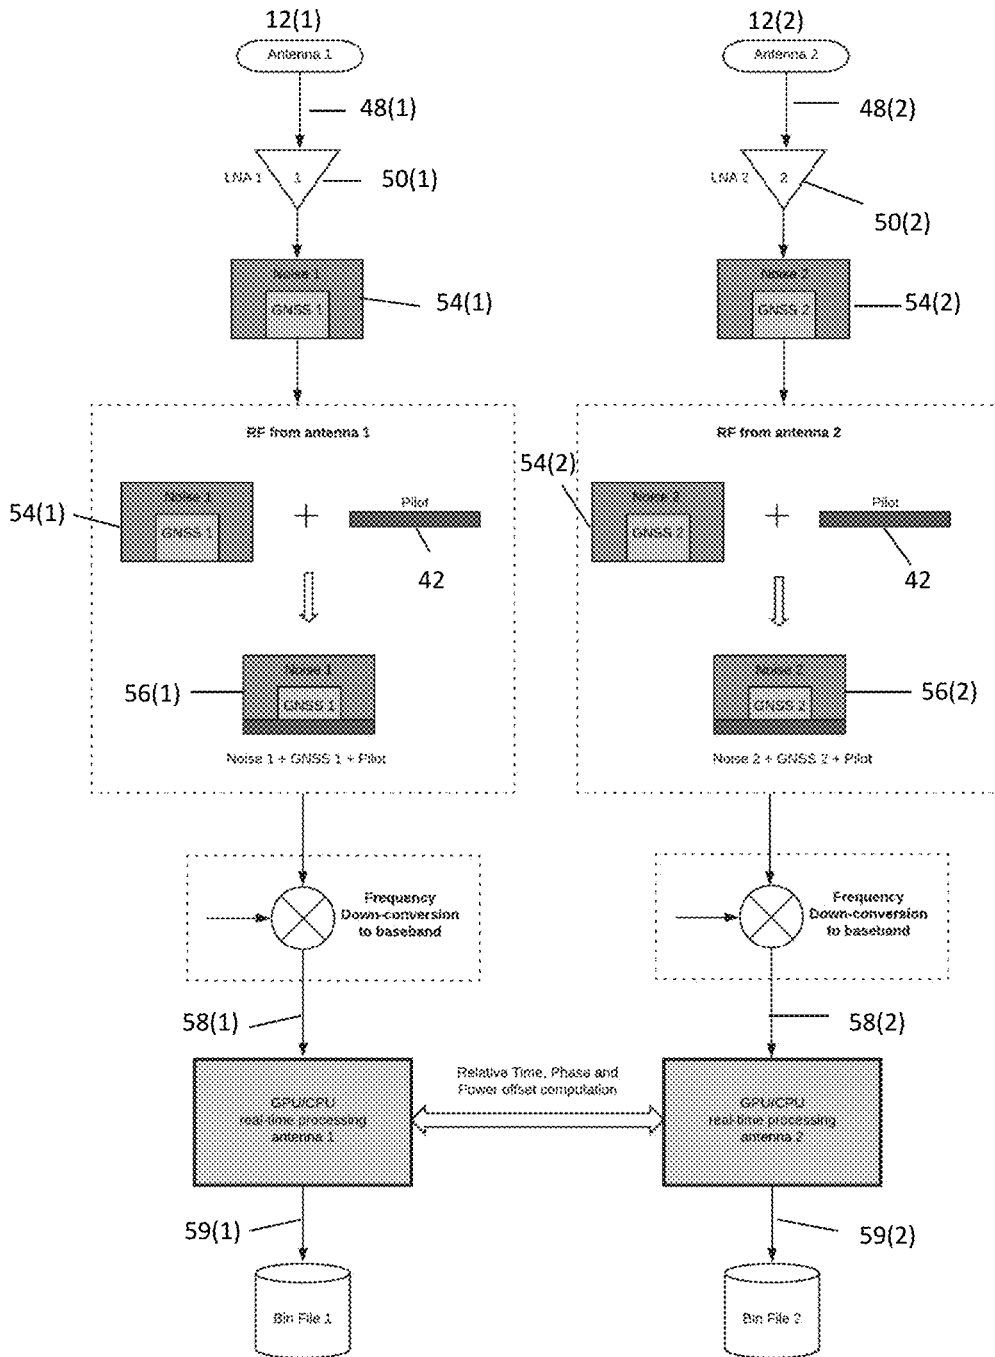 12(1)
12(2)
Antenna 1
Antenna 2
48(1)
48(2)
LNA 1
1
50(1)
LNA 2
2
50(2)
Noise 1
GNSS 1
54(1)
Noise 2
GNSS 2
54(2)
RF from antenna 1
54(1)
Noise 1
GNSS 1
+
Pilot
42
56(1)
Noise 1
GNSS 1
Noise 1 + GNSS 1 + Pilot
RF from antenna 2
54(2)
Noise 2
GNSS 2
+
Pilot
42
Noise 2
GNSS 2
56(2)
Noise 2 + GNSS 2 + Pilot
Frequency
Down-conversion
to baseband
Frequency
Down-conversion
to baseband
58(1)
58(2)
GPU/CPU
real-time processing
antenna 1
Relative Time, Phase and
Power offset computation
GPU/CPU
real-time processing
antenna 2
59(1)
59(2)
Bin File 1
Bin File 2